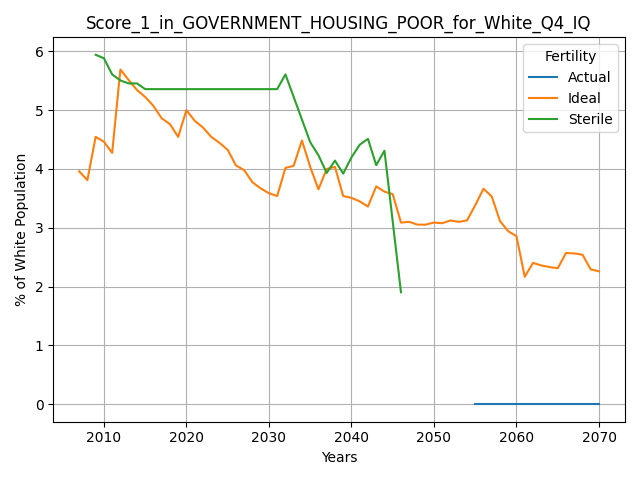 Score_1_in_GOVERNMENT_HOUSING_POOR_for_White_Q4_IQ
Fertility
Actual
Ideal
Sterile
% of White Population
6
5
4
3
2
1
0
2010 2020 2030 2040 2050 2060 2070
Years